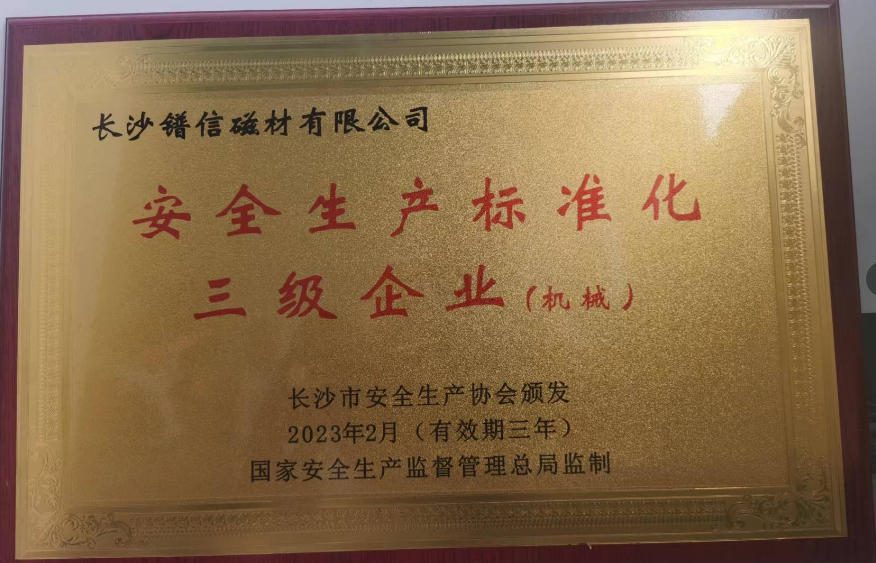 长沙镨信磁材有限公司
安全生产标准化
三级企业(机械)
长沙市安全生产协会颁发
2023年2月(有效期三年)
国家安全生产监督管理总局监制